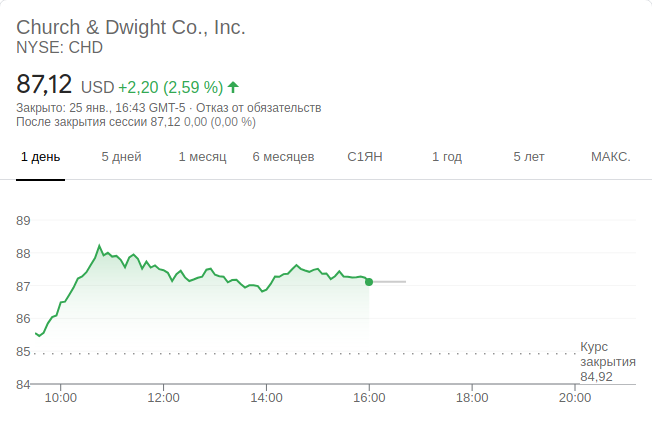 Church & Dwight Co., Inc.
NYSE: CHD
87,12 USD +2,20 (2,59 %)
Закрыто: 25 янв., 16:43 GMT-5 · Отказ от обязательств
После закрытия сессии 87,12 0,00 (0,00 %)
1 день 5 дней 1 месяц 6 месяцев С1ЯН 1 год 5 лет МАКС.
89
88
87
86
85
84
Курс
закрытия
84,92
10:00 12:00 14:00 16:00 18:00 20:00